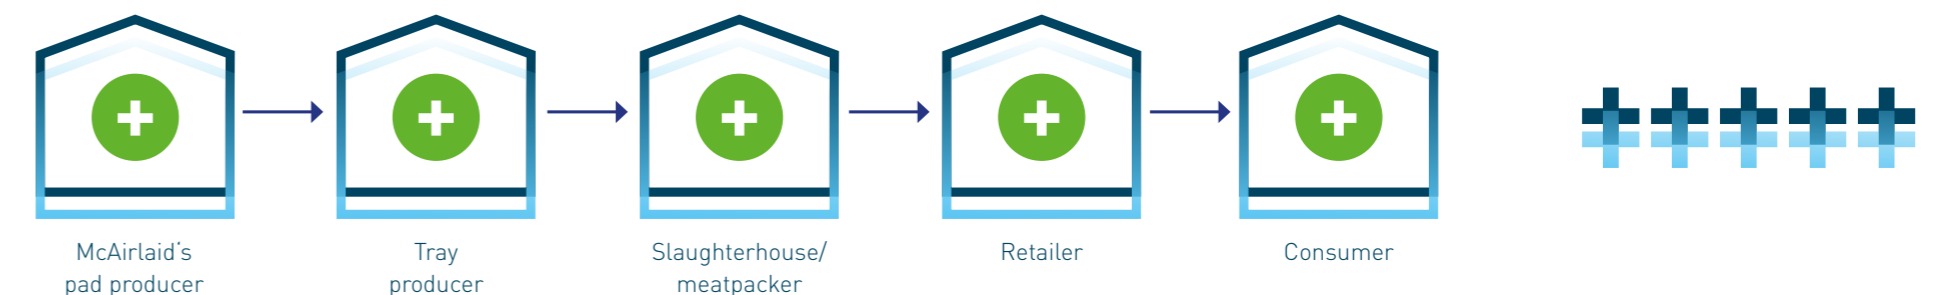 McAirlaid‘s
pad producer
Tray
producer
Slaughterhouse/
meatpacker
Retailer
Consumer